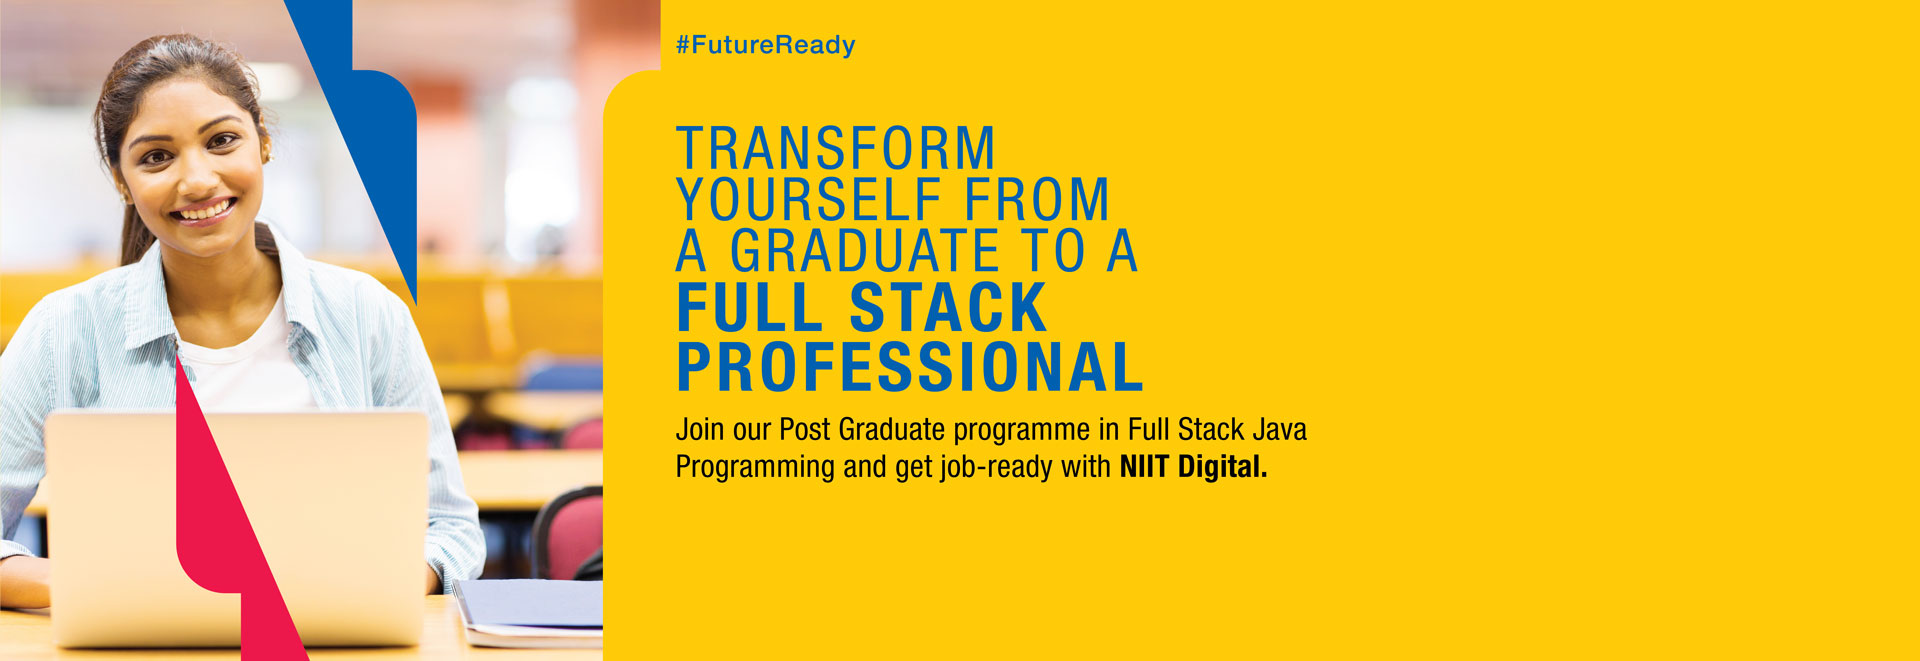 #FutureReady
TRANSFORM
YOURSELF FROM
A GRADUATE TO A
FULL STACK
PROFESSIONAL
Join our Post Graduate programme in Full Stack Java
Programming and get job-ready with NIIT Digital.